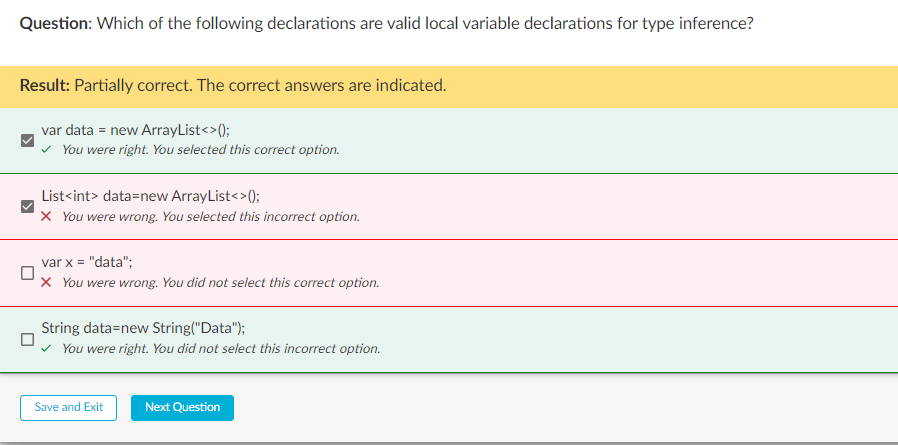 Question: Which of the following declarations are valid local variable declarations for type inference?
Result: Partially correct. The correct answers are indicated.
var data = new ArrayList<>();
You were right. You selected this correct option.
List<int> data=new ArrayList<>();
You were wrong. You selected this incorrect option.
var x = "data";
You were wrong. You did not select this correct option.
String data=new String("Data");
You were right. You did not select this incorrect option.
Save and Exit Next Question